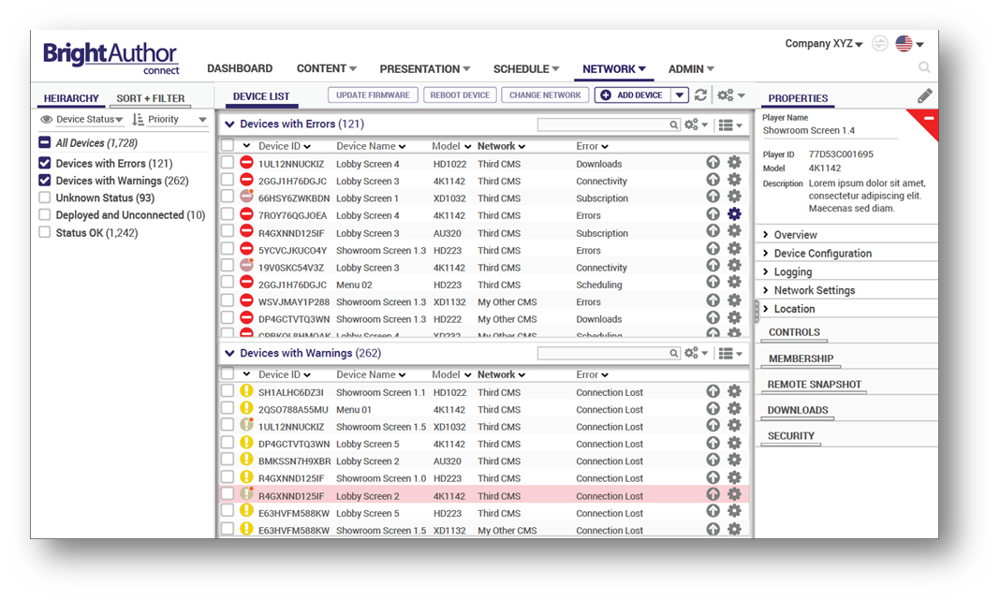 BrightAuthor
connect
Company XYZ
DASHBOARD CONTENT PRESENTATION SCHEDULE NETWORK ADMIN
HEIRARCHY SORT + FILTER
Device Status Priority
All Devices (1,728)
Devices with Errors (121)
Devices with Warnings (262)
Unknown Status (93)
Deployed and Unconnected (10)
Status OK (1,242)
DEVICE LIST UPDATE FIRMWARE REBOOT DEVICE CHANGE NETWORK ADD DEVICE
Devices with Errors (121)
Device ID Device Name Model Network Error
1UL12NNUCKIZ Lobby Screen 4 HD1022 Third CMS Downloads
2GGJ1H76DGJC Lobby Screen 3 4K1142 Third CMS Connectivity
66HSY6ZWKBDN Lobby Screen 1 XD1032 Third CMS Subscription
7ROY76QGJOEA Lobby Screen 4 4K1142 Third CMS Errors
R4GXNND125IF Lobby Screen 3 AU320 Third CMS Subscription
5YCVCJKUCO4Y Showroom Screen 1.3 HD223 Third CMS Errors
19V0SKC54V3Z Lobby Screen 3 4K1142 Third CMS Connectivity
2GGJ1H76DGJC Menu 02 HD223 Third CMS Scheduling
WSVJMAY1P288 Showroom Screen 1.3 XD1132 My Other CMS Errors
DP4GCTVTQ3WN Showroom Screen 1.3 HD222 My Other CMS Downloads
Lobby Screen 4 XD232 My Other CMS Scheduling
Devices with Warnings (262)
Device ID Device Name Model Network Error
SH1ALHC6DZ3I Showroom Screen 1.1 HD1022 Third CMS Connection Lost
2QSO788A55MU Menu 01 4K1142 Third CMS Connection Lost
1UL12NNUCKIZ Showroom Screen 1.5 XD1032 Third CMS Connection Lost
DP4GCTVTQ3WN Lobby Screen 5 4K1142 Third CMS Connection Lost
BMKSSN7H9XBR Lobby Screen 2 AU320 Third CMS Connection Lost
R4GXNND125IF Showroom Screen 1.0 HD223 Third CMS Connection Lost
R4GXNND125IF Lobby Screen 2 4K1142 Third CMS Connection Lost
E63HVFM588KW Lobby Screen 5 HD223 Third CMS Connection Lost
E63HVFM588KW Showroom Screen 1.5 XD1132 My Other CMS Connection Lost
PROPERTIES
Player Name
Showroom Screen 1.4
Player ID 77D53C001695
Model 4K1142
Description Lorem ipsum dolor sit amet,
consectetur adipiscing elit.
Maecenas sed diam.
Overview
Device Configuration
Logging
Network Settings
Location
CONTROLS
MEMBERSHIP
REMOTE SNAPSHOT
DOWNLOADS
SECURITY